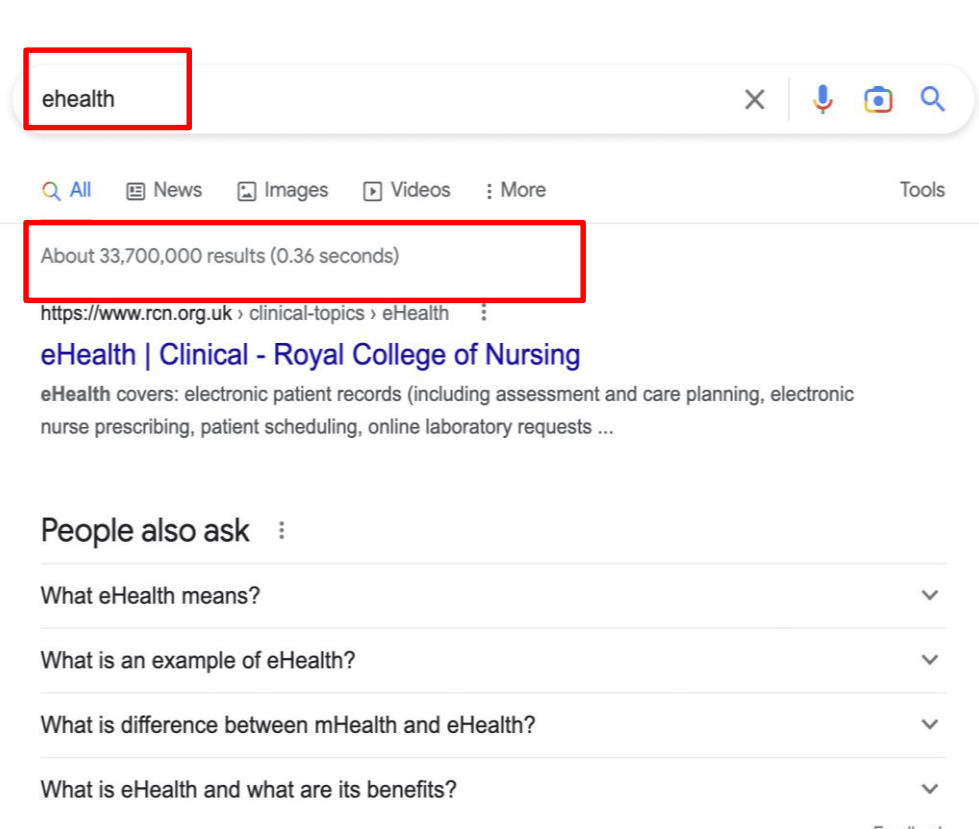 ehealth
All News Images Videos More Tools
About 33,700,000 results (0.36 seconds)
https://www.rcn.org.uk › clinical-topics › eHealth
eHealth | Clinical - Royal College of Nursing
eHealth covers: electronic patient records (including assessment and care planning, electronic
nurse prescribing, patient scheduling, online laboratory requests ...
People also ask
What eHealth means?
What is an example of eHealth?
What is difference between mHealth and eHealth?
What is eHealth and what are its benefits?